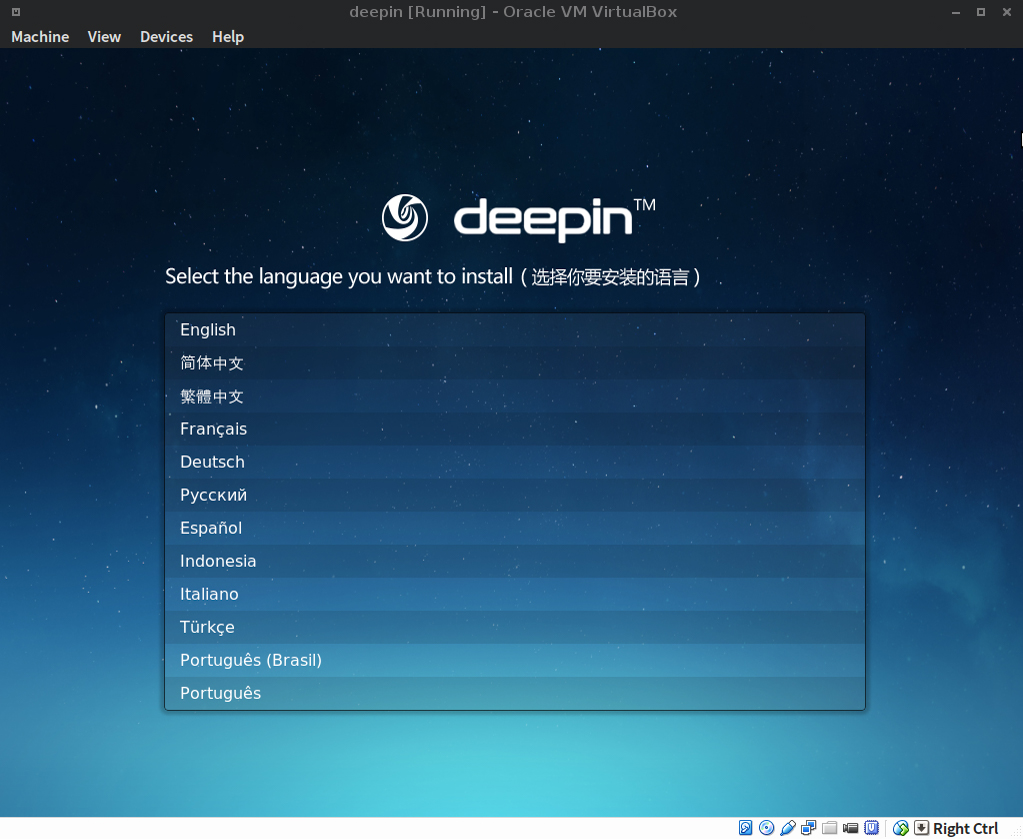 deepin [Running] - Oracle VM VirtualBox
Machine View Devices Help
deepin™
Select the language you want to install（选择你要安装的语言）
English
简体中文
繁體中文
Français
Deutsch
Русский
Español
Indonesia
Italiano
Türkçe
Português (Brasil)
Português
Right Ctrl